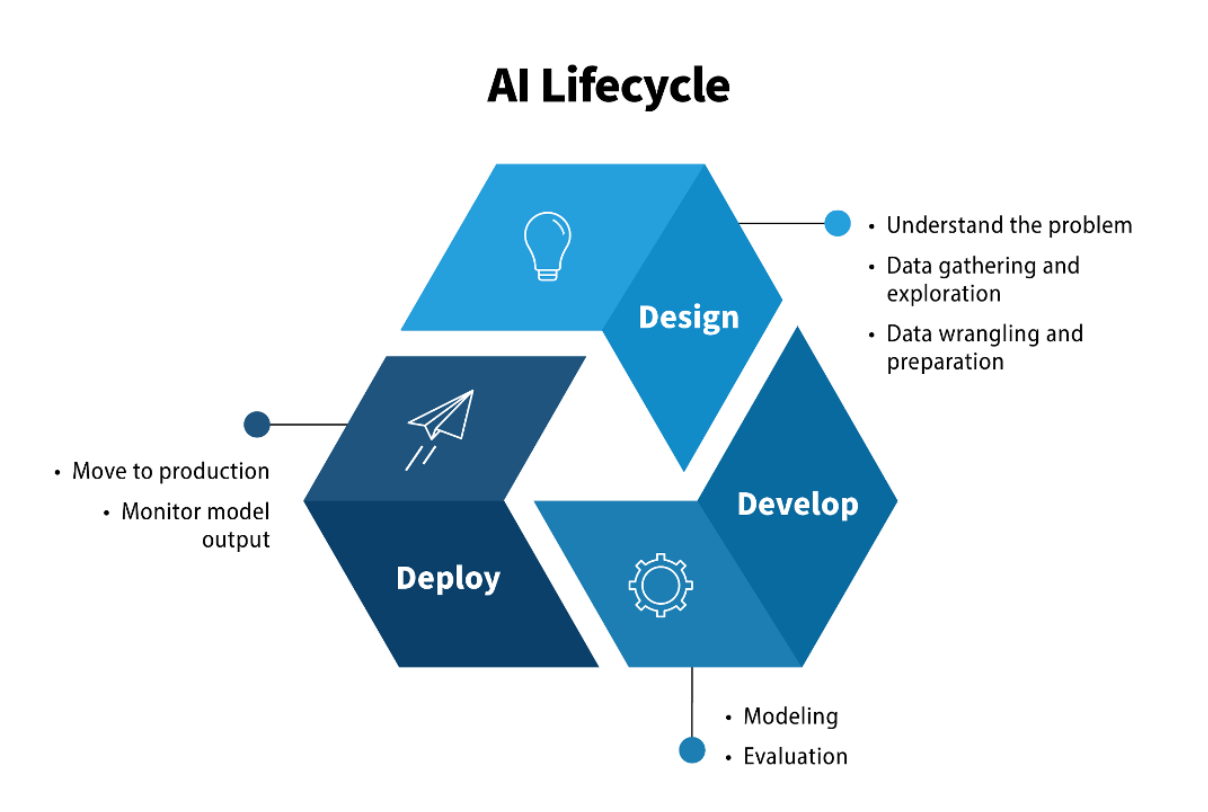 AI Lifecycle
Design
• Understand the problem
• Data gathering and
exploration
• Data wrangling and
preparation
Develop
• Modeling
• Evaluation
Deploy
• Move to production
• Monitor model
output